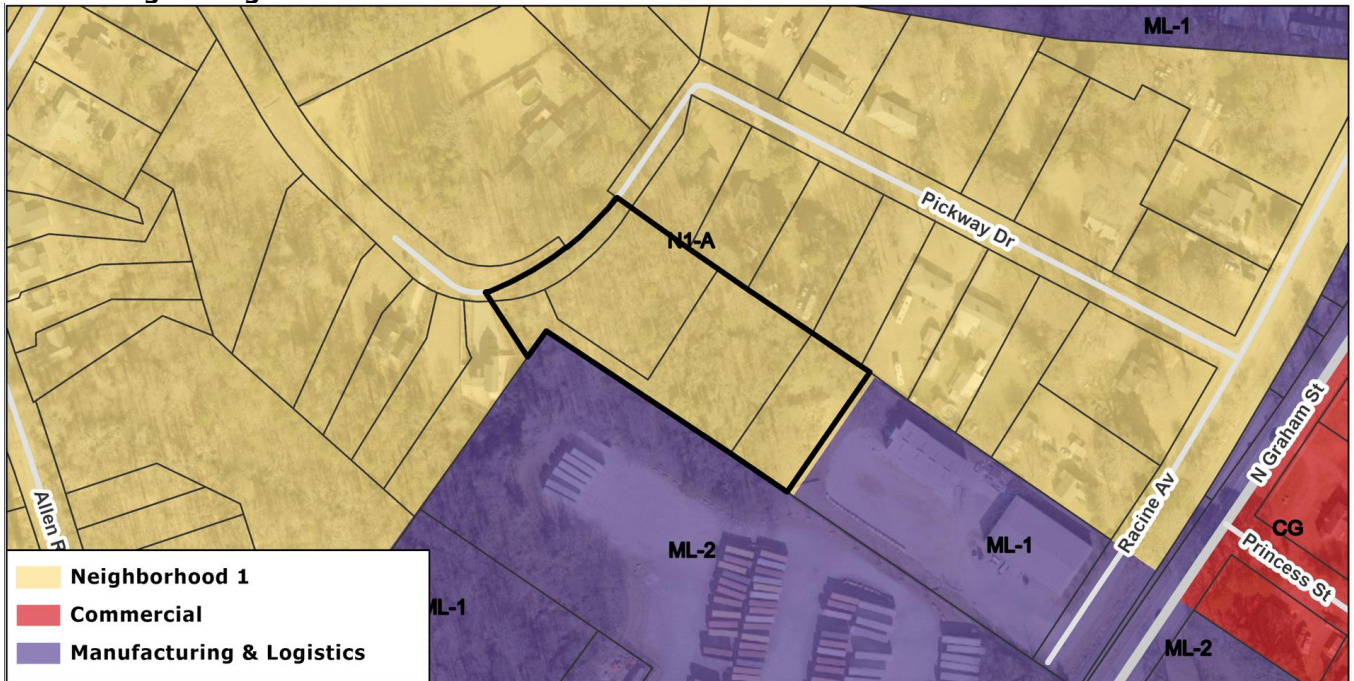 ML-1
Pickway Dr
N1-A
N Graham St
Allen R
Racine Av
CG
Princess St
ML-2
ML-1
Neighborhood 1
Commercial
ML-1
Manufacturing & Logistics
ML-2